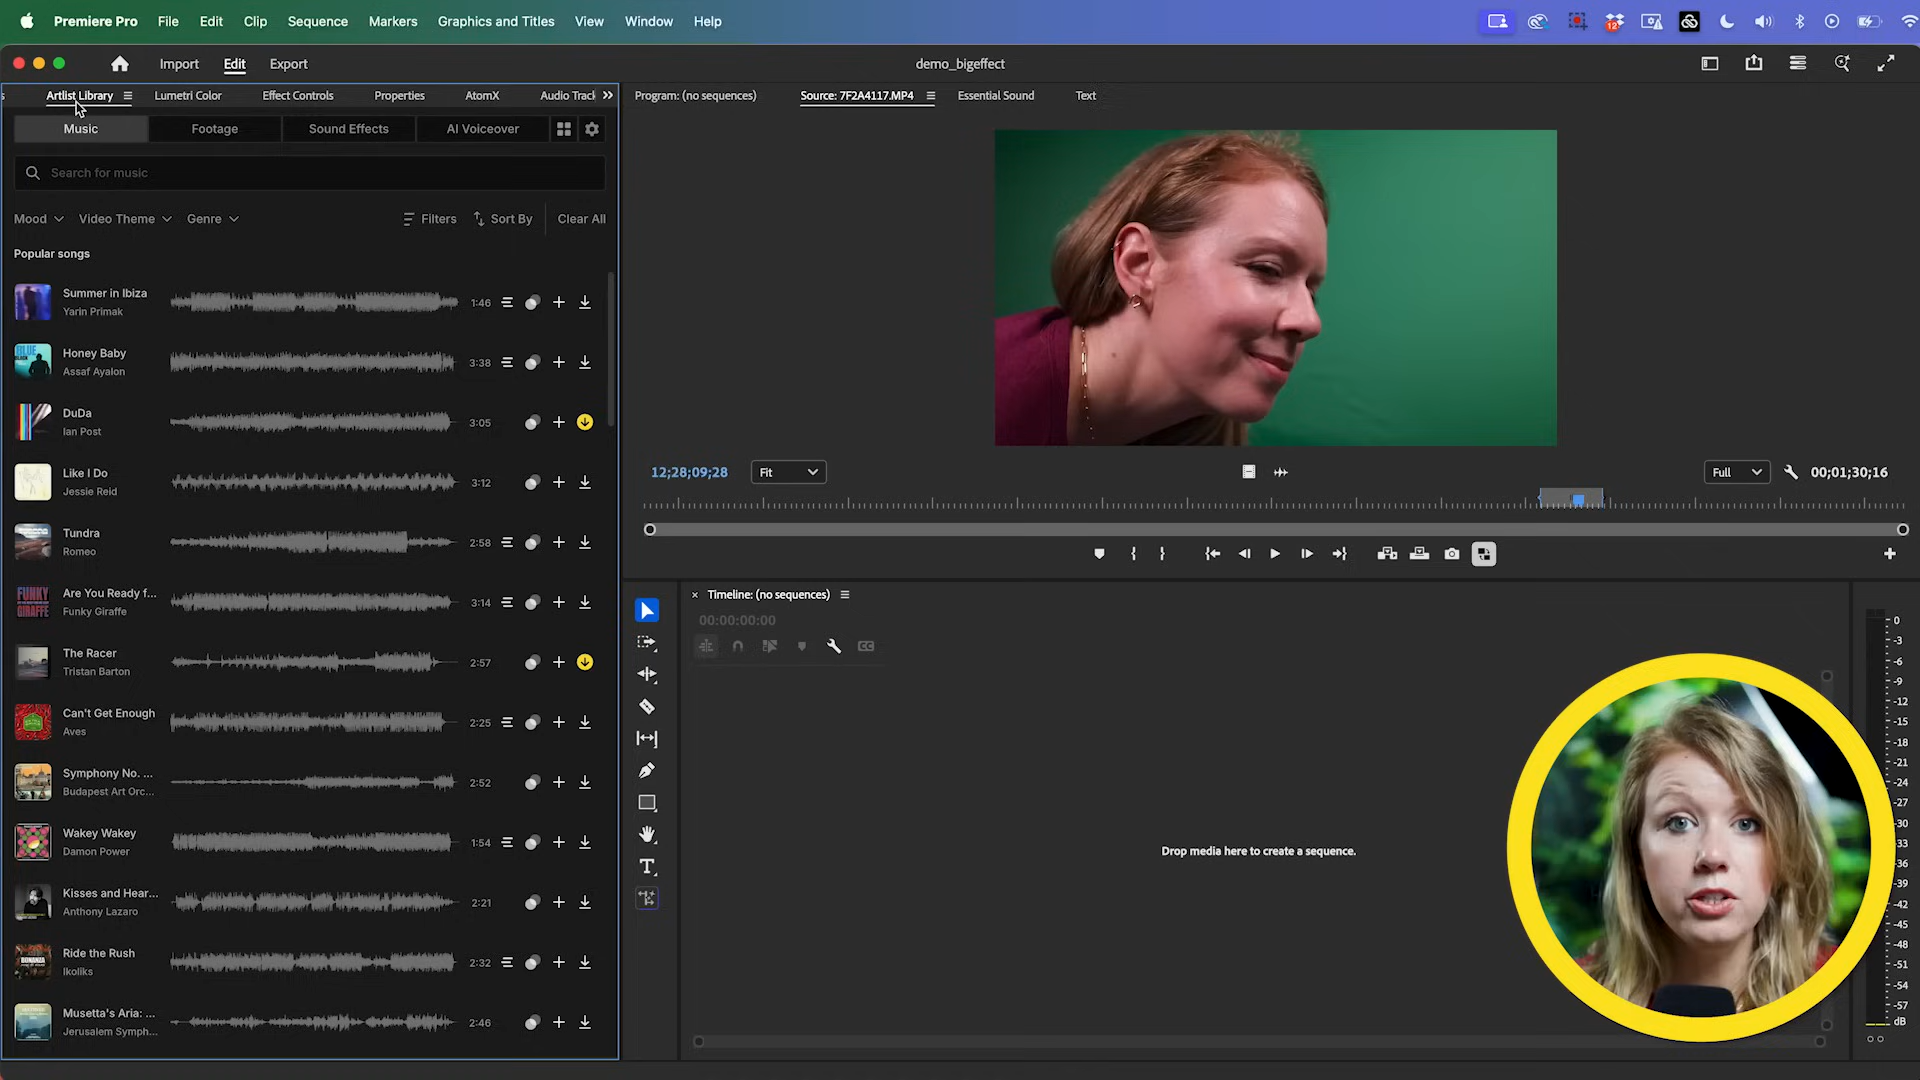 Premiere Pro File Edit Clip Sequence Markers Graphics and Titles View Window Help
12
Import Edit Export demo_bigeffect
Artlist Library Lumetri Color Effect Controls Properties AtomX Audio Track
Program: (no sequences) Source: 7F2A4117.MP4 Essential Sound Text
Music Footage Sound Effects AI Voiceover
Search for music
Mood Video Theme Genre Filters Sort By Clear All
Popular songs
Summer in Ibiza
Yarin Primak
1:46
BLUE
Honey Baby
Assaf Ayalon
3:38
DuDa
Ian Post
3:05
Like I Do
Jessie Reid
3:12
Tundra
Romeo
2:58
FUNKY
GIRAFFE
Are You Ready f...
Funky Giraffe
3:14
The Racer
Tristan Barton
2:57
Can't Get Enough
Aves
2:25
Symphony No. ...
Budapest Art Orc...
2:52
Wakey Wakey
Damon Power
1:54
Kisses and Hear...
Anthony Lazaro
2:21
BONANZA
Ride the Rush
Ikoliks
2:32
Musetta's Aria: ...
Jerusalem Symph...
2:46
12;28;09;28 Fit Full 00;01;30;16
× Timeline: (no sequences)
00:00:00:00
CC
Drop media here to create a sequence.
0
-3
-6
-9
-12
-15
-18
-21
-24
-27
-30
-33
-36
-39
-42
-45
-48
-51
-54
-57
dB